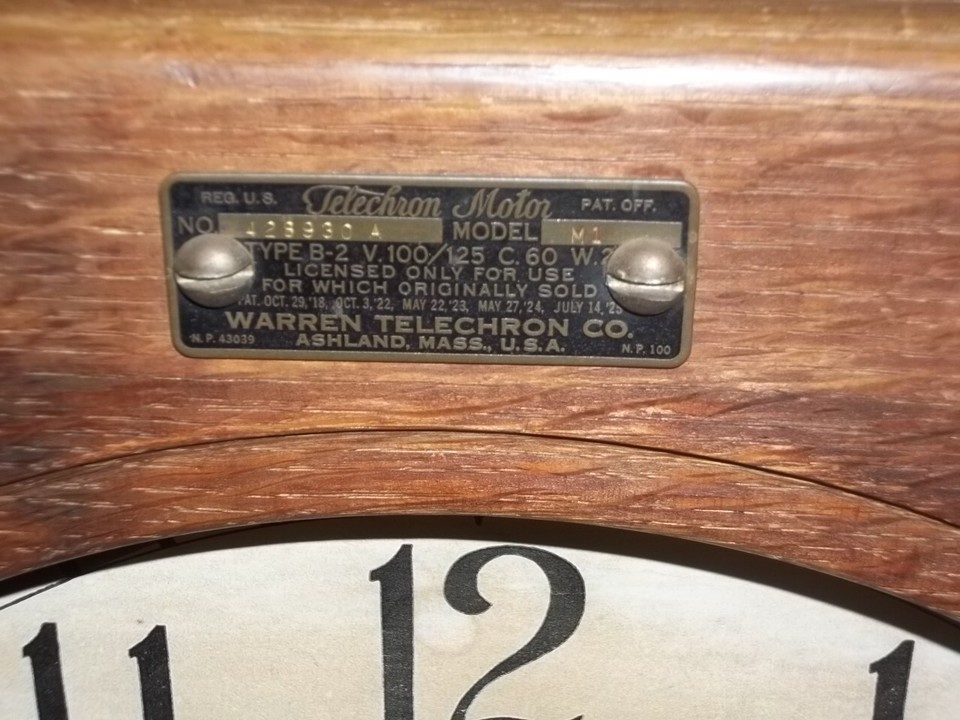 REG. U.S. Telechron Motor PAT. OFF.
NO. 428930 A MODEL M1
TYPE B-2 V. 100/125 C. 60 W. 2
LICENSED ONLY FOR USE
FOR WHICH ORIGINALLY SOLD
PAT. OCT. 29,'18, OCT. 3,'22, MAY 22,'23, MAY 27,'24, JULY 14,'25
WARREN TELECHRON CO.
N.P. 43039 ASHLAND, MASS., U.S.A. N.P. 100
11 12 1